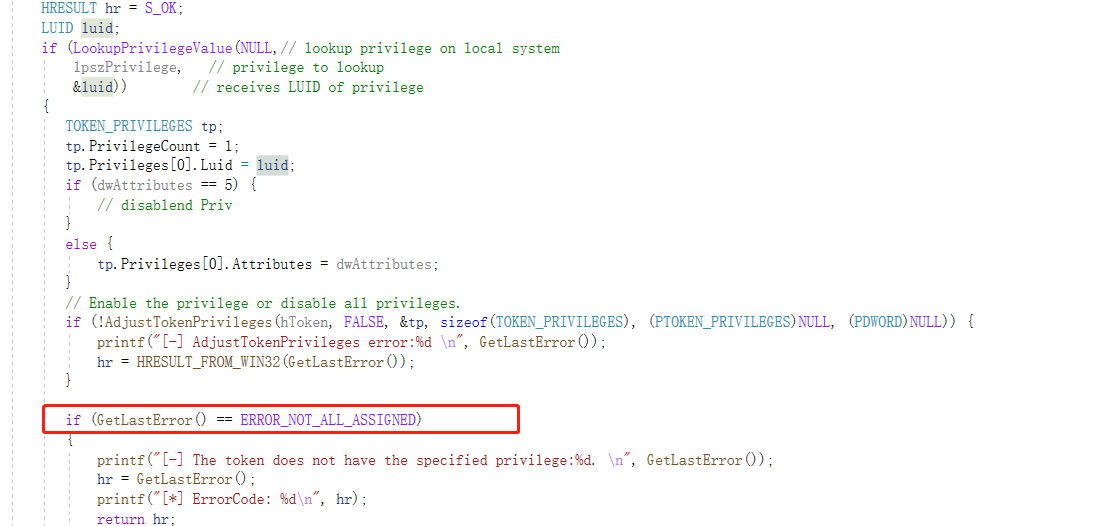 HRESULT hr = S_OK;
LUID luid;
if (LookupPrivilegeValue(NULL,// lookup privilege on local system
lpszPrivilege,   // privilege to lookup
&luid))        // receives LUID of privilege
{
TOKEN_PRIVILEGES tp;
tp.PrivilegeCount = 1;
tp.Privileges[0].Luid = luid;
if (dwAttributes == 5) {
// disablend Priv
}
else {
tp.Privileges[0].Attributes = dwAttributes;
}
// Enable the privilege or disable all privileges.
if (!AdjustTokenPrivileges(hToken, FALSE, &tp, sizeof(TOKEN_PRIVILEGES), (PTOKEN_PRIVILEGES)NULL, (PDWORD)NULL)) {
printf("[-] AdjustTokenPrivileges error:%d \n", GetLastError());
hr = HRESULT_FROM_WIN32(GetLastError());
}
if (GetLastError() == ERROR_NOT_ALL_ASSIGNED)
{
printf("[-] The token does not have the specified privilege:%d. \n", GetLastError());
hr = GetLastError();
printf("[*] ErrorCode: %d\n", hr);
return hr;